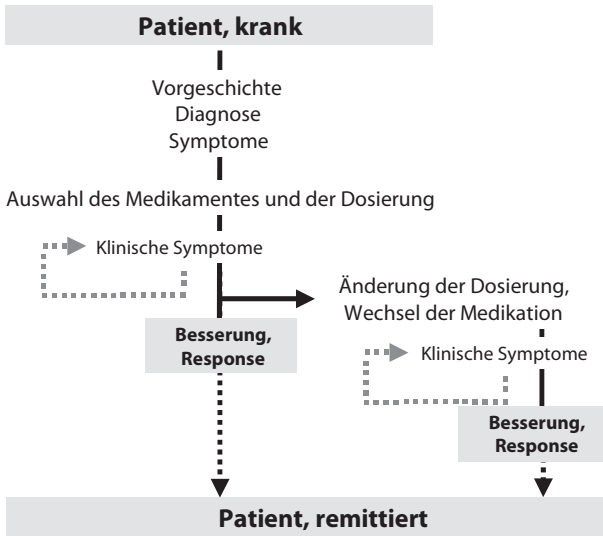 Patient, krank
Vorgeschichte
Diagnose
Symptome
Auswahl des Medikamentes und der Dosierung
Klinische Symptome
Änderung der Dosierung,
Wechsel der Medikation
Besserung,
Response
Klinische Symptome
Besserung,
Response
Patient, remittiert